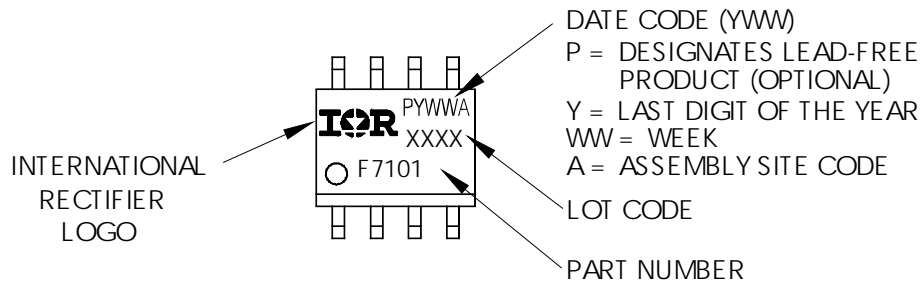 DATE CODE (YWW)
P = DESIGNATES LEAD-FREE
PRODUCT (OPTIONAL)
Y = LAST DIGIT OF THE YEAR
WW = WEEK
A = ASSEMBLY SITE CODE
LOT CODE
PART NUMBER
INTERNATIONAL
RECTIFIER
LOGO
IOR
PYWWA
XXXX
F7101